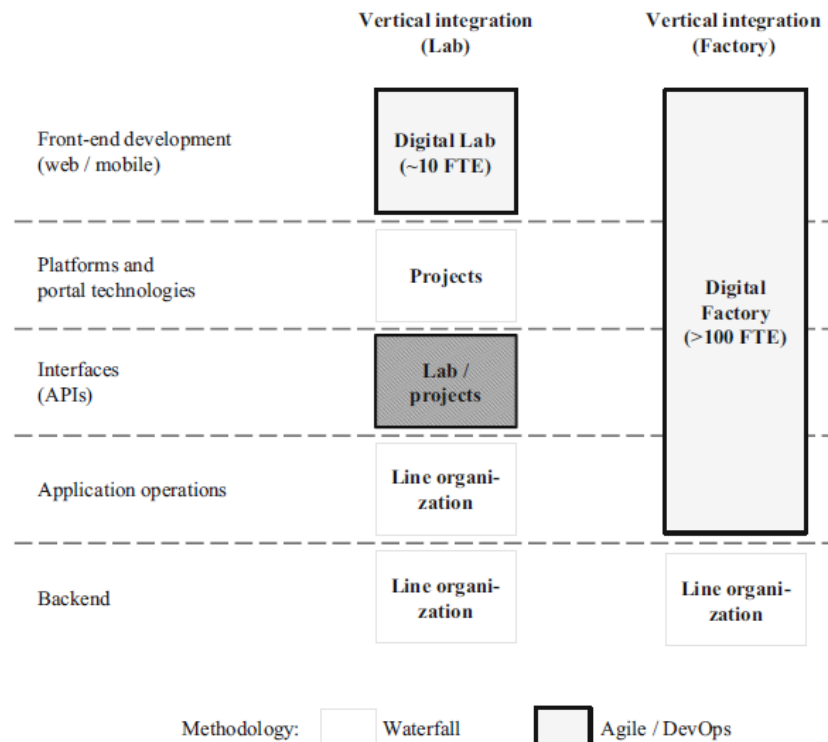 Vertical integration
(Lab)
Vertical integration
(Factory)
Front-end development
(web / mobile)
Digital Lab
(~10 FTE)
Platforms and
portal technologies
Projects
Digital
Factory
(>100 FTE)
Interfaces
(APIs)
Lab /
projects
Application operations
Line organi-
zation
Backend
Line organi-
zation
Line organi-
zation
Methodology:
Waterfall
Agile / DevOps